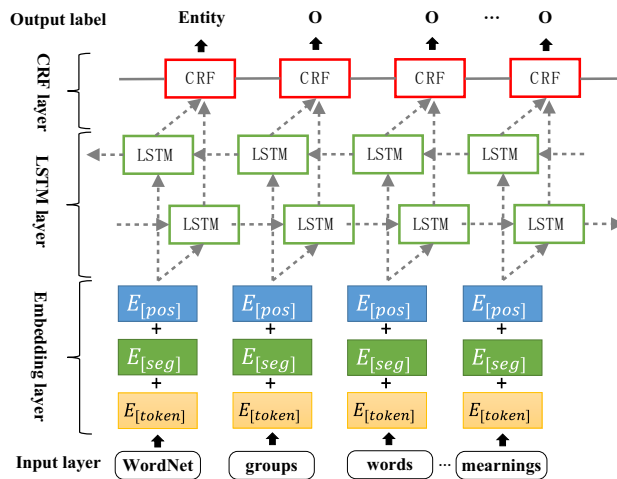 Output label Entity O O ... O
CRF layer
CRF CRF CRF CRF
LSTM layer
LSTM LSTM LSTM LSTM
LSTM LSTM LSTM LSTM
Embedding layer
E[pos] E[pos] E[pos] E[pos]
+ + + +
E[seg] E[seg] E[seg] E[seg]
+ + + +
E[token] E[token] E[token] E[token]
Input layer WordNet groups words ... mearnings